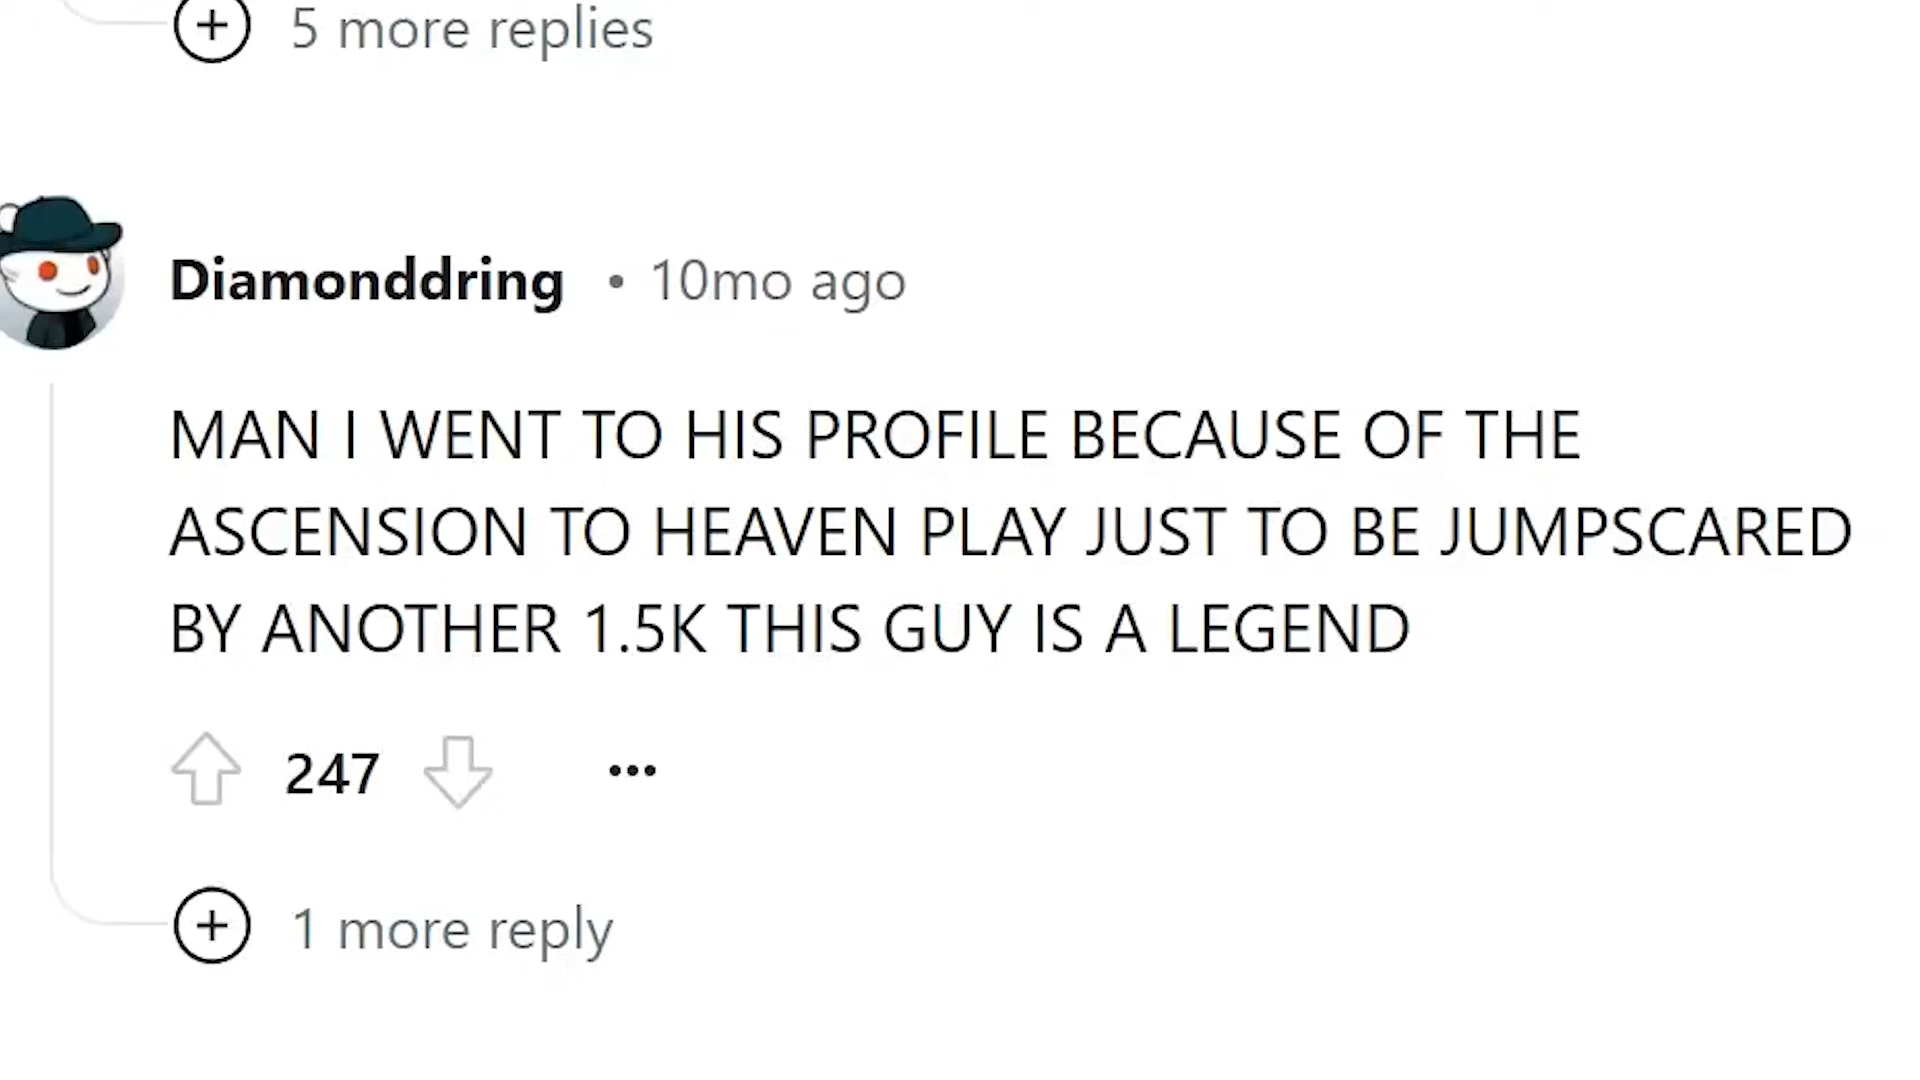 5 more replies
Diamonddring • 10mo ago
MAN I WENT TO HIS PROFILE BECAUSE OF THE
ASCENSION TO HEAVEN PLAY JUST TO BE JUMPSCARED
BY ANOTHER 1.5K THIS GUY IS A LEGEND
247
1 more reply